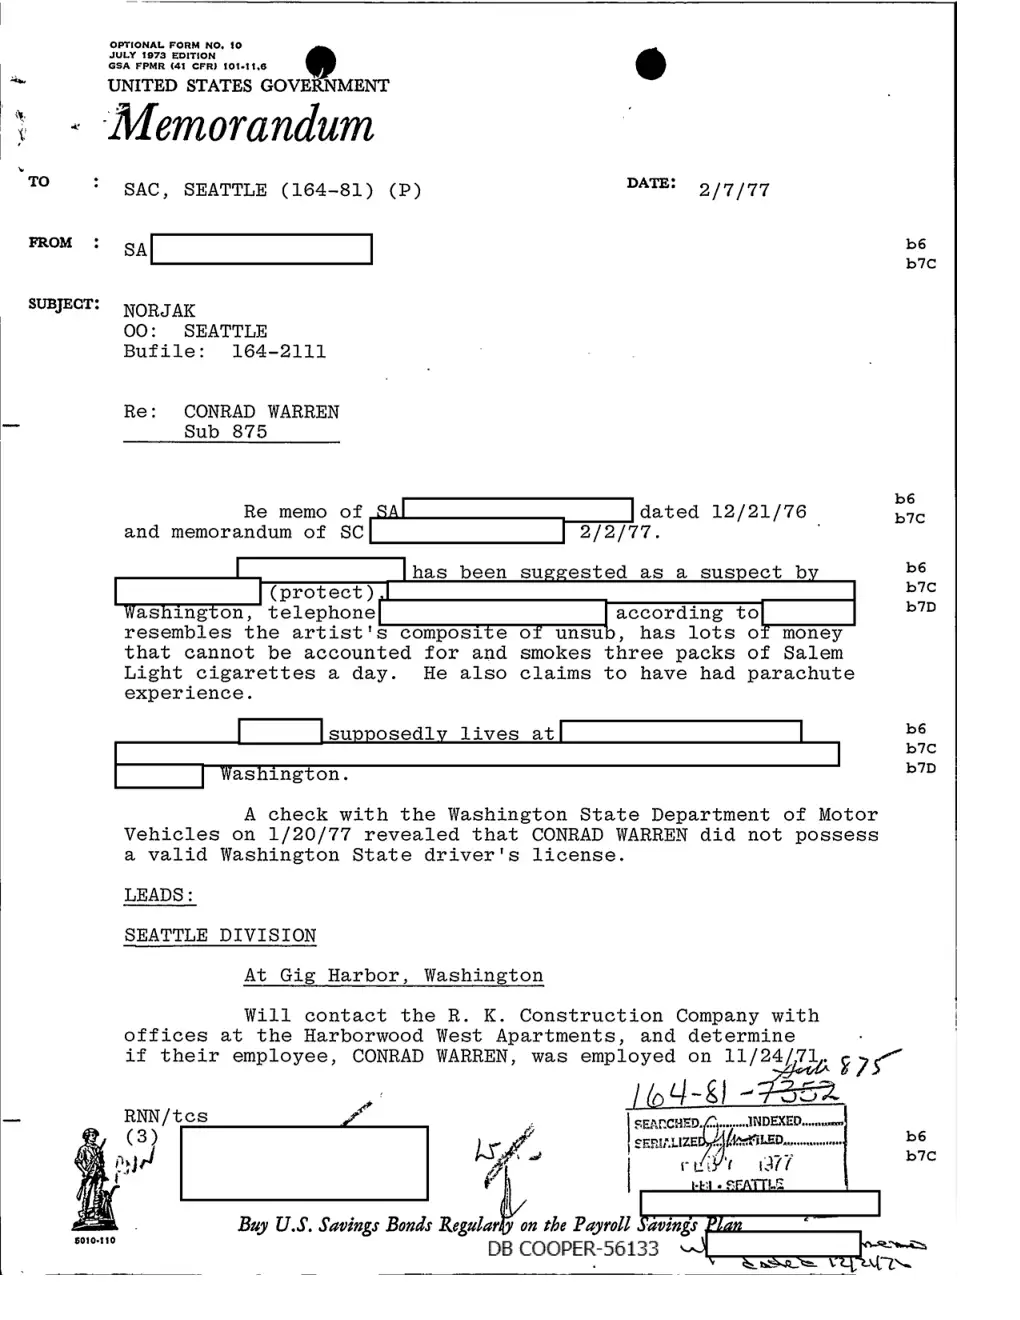 OPTIONAL FORM NO. 10
JULY 1973 EDITION
GSA FPMR (41 CFR) 101-11.6
UNITED STATES GOVERNMENT
Memorandum
TO : SAC, SEATTLE (164-81) (P) DATE: 2/7/77
FROM : SA b6
b7C
SUBJECT: NORJAK
OO: SEATTLE
Bufile: 164-2111
Re: CONRAD WARREN
Sub 875
Re memo of SA dated 12/21/76 b6
and memorandum of SC 2/2/77. b7C
has been suggested as a suspect by b6
(protect), b7C
Washington, telephone according to b7D
resembles the artist's composite of unsub, has lots of money
that cannot be accounted for and smokes three packs of Salem
Light cigarettes a day. He also claims to have had parachute
experience.
supposedly lives at b6
b7C
Washington. b7D
A check with the Washington State Department of Motor
Vehicles on 1/20/77 revealed that CONRAD WARREN did not possess
a valid Washington State driver's license.
LEADS:
SEATTLE DIVISION
At Gig Harbor, Washington
Will contact the R. K. Construction Company with
offices at the Harborwood West Apartments, and determine
if their employee, CONRAD WARREN, was employed on 11/24/71.
Sub 875
164-81-7352
RNN/tcs
(3)
SEARCHED INDEXED
SERIALIZED FILED
1977
FBI - SEATTLE
b6
b7C
Buy U.S. Savings Bonds Regularly on the Payroll Savings Plan
5010-110
DB COOPER-56133
memo
dated 12/21/76